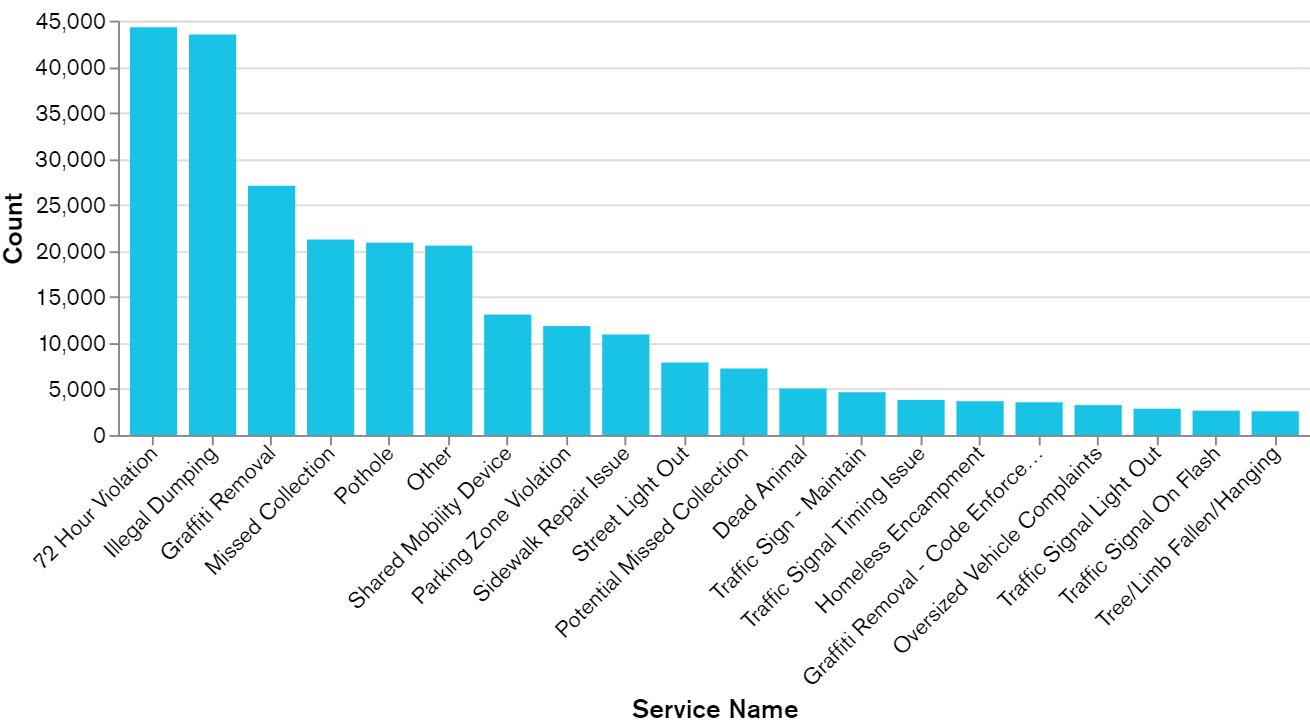 45,000
40,000
35,000
30,000
25,000
20,000
15,000
10,000
5,000
0
Count
72 Hour Violation
Illegal Dumping
Graffiti Removal
Missed Collection
Pothole
Other
Shared Mobility Device
Parking Zone Violation
Sidewalk Repair Issue
Street Light Out
Potential Missed Collection
Dead Animal
Traffic Sign - Maintain
Traffic Signal Timing Issue
Homeless Encampment
Graffiti Removal - Code Enforce…
Oversized Vehicle Complaints
Traffic Signal Light Out
Traffic Signal On Flash
Tree/Limb Fallen/Hanging
Service Name